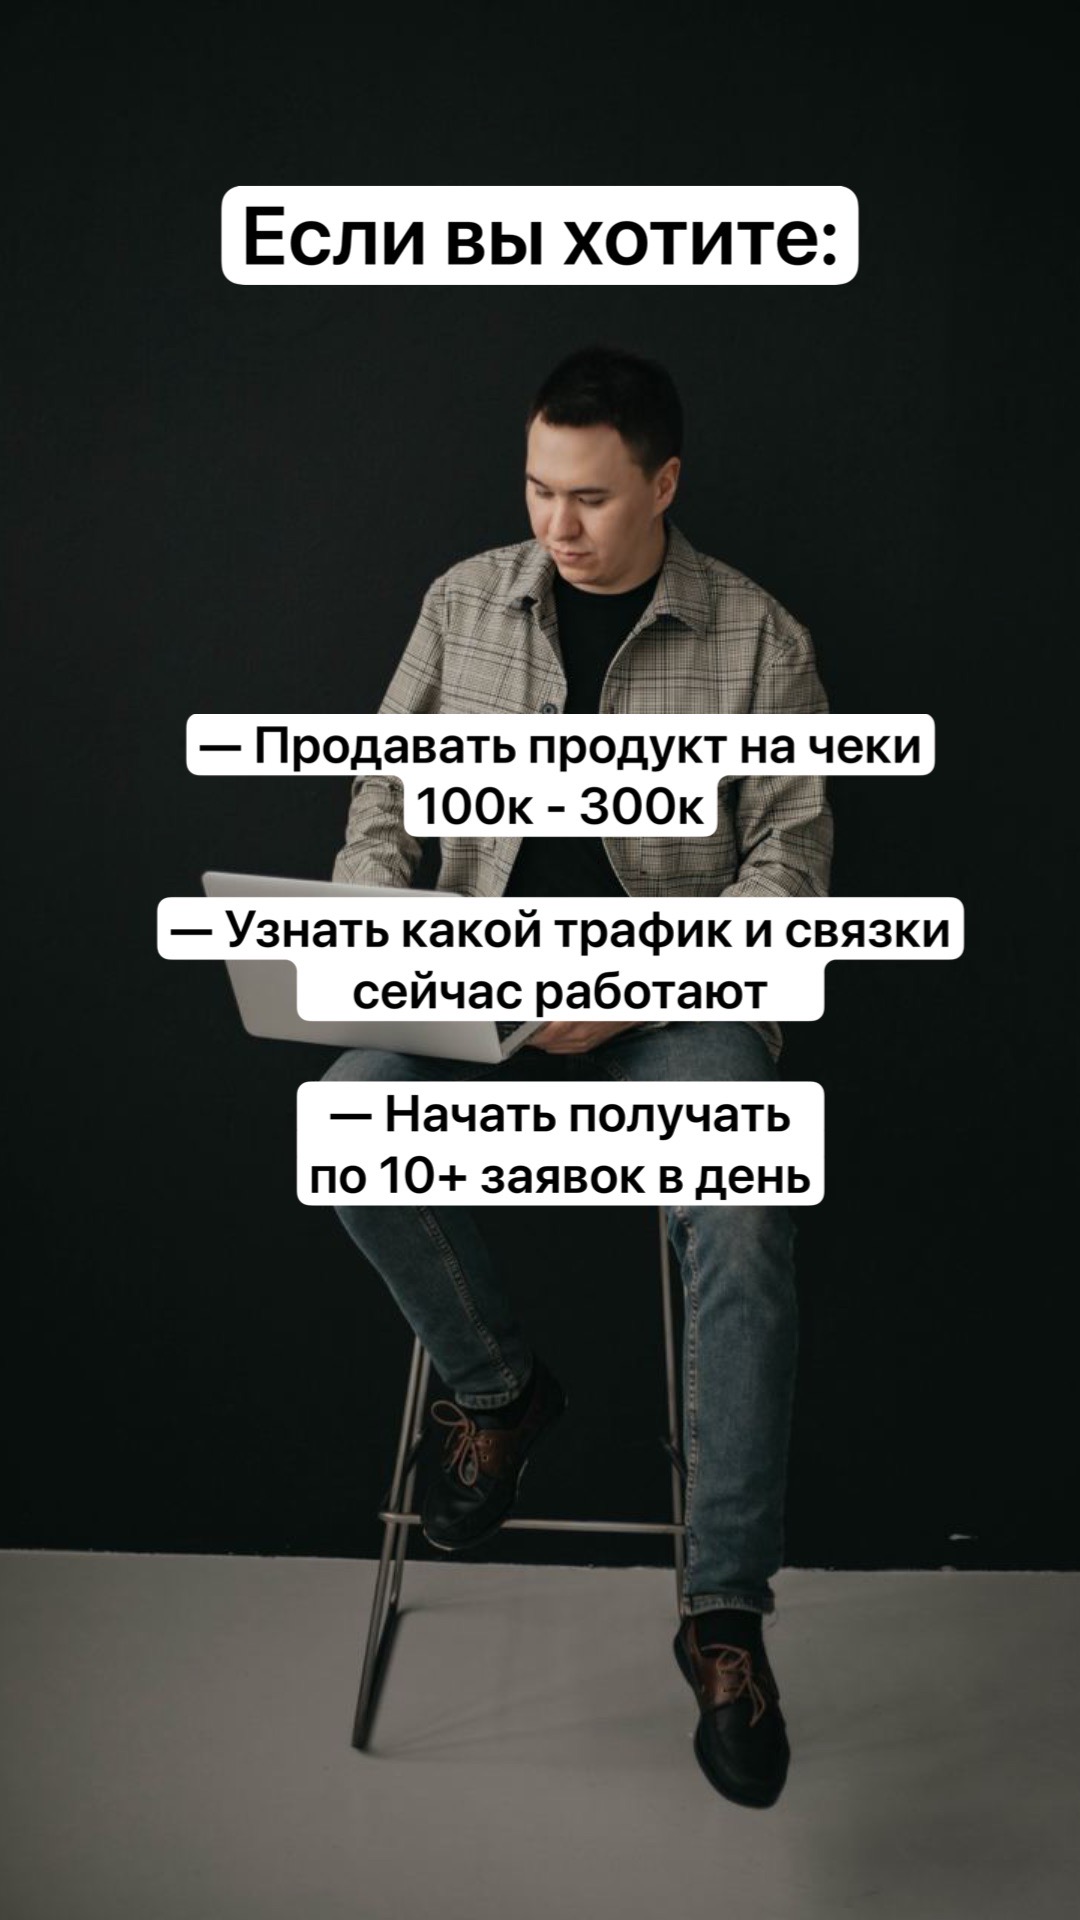 Если вы хотите:
— Продавать продукт на чеки
100к - 300к
— Узнать какой трафик и связки
сейчас работают
— Начать получать
по 10+ заявок в день